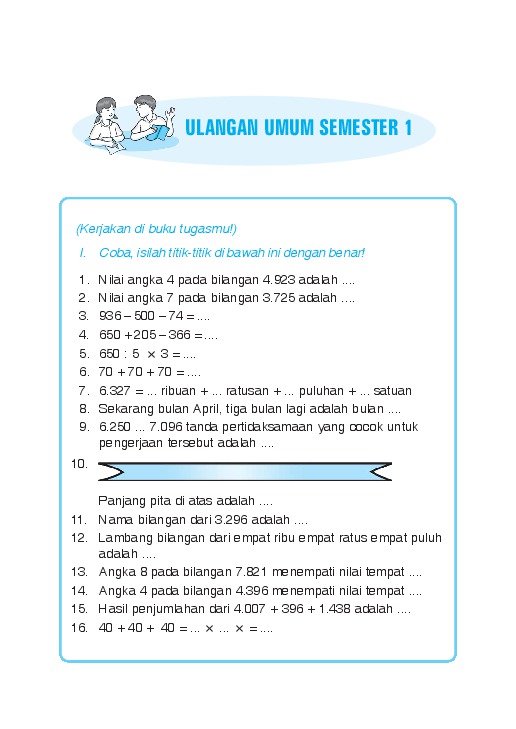 ULANGAN UMUM SEMESTER 1
(Kerjakan di buku tugasmu!)
I. Coba, isilah titik-titik di bawah ini dengan benar!
1. Nilai angka 4 pada bilangan 4.923 adalah ....
2. Nilai angka 7 pada bilangan 3.725 adalah ....
3. 936 – 500 – 74 = ....
4. 650 + 205 – 366 = ....
5. 650 : 5 × 3 = ....
6. 70 + 70 + 70 = ....
7. 6.327 = ... ribuan + ... ratusan + ... puluhan + ... satuan
8. Sekarang bulan April, tiga bulan lagi adalah bulan ....
9. 6.250 ... 7.096 tanda pertidaksamaan yang cocok untuk
pengerjaan tersebut adalah ....
10.
Panjang pita di atas adalah ....
11. Nama bilangan dari 3.296 adalah ....
12. Lambang bilangan dari empat ribu empat ratus empat puluh
adalah ....
13. Angka 8 pada bilangan 7.821 menempati nilai tempat ....
14. Angka 4 pada bilangan 4.396 menempati nilai tempat ....
15. Hasil penjumlahan dari 4.007 + 396 + 1.438 adalah ....
16. 40 + 40 + 40 = ... × ... × = ....